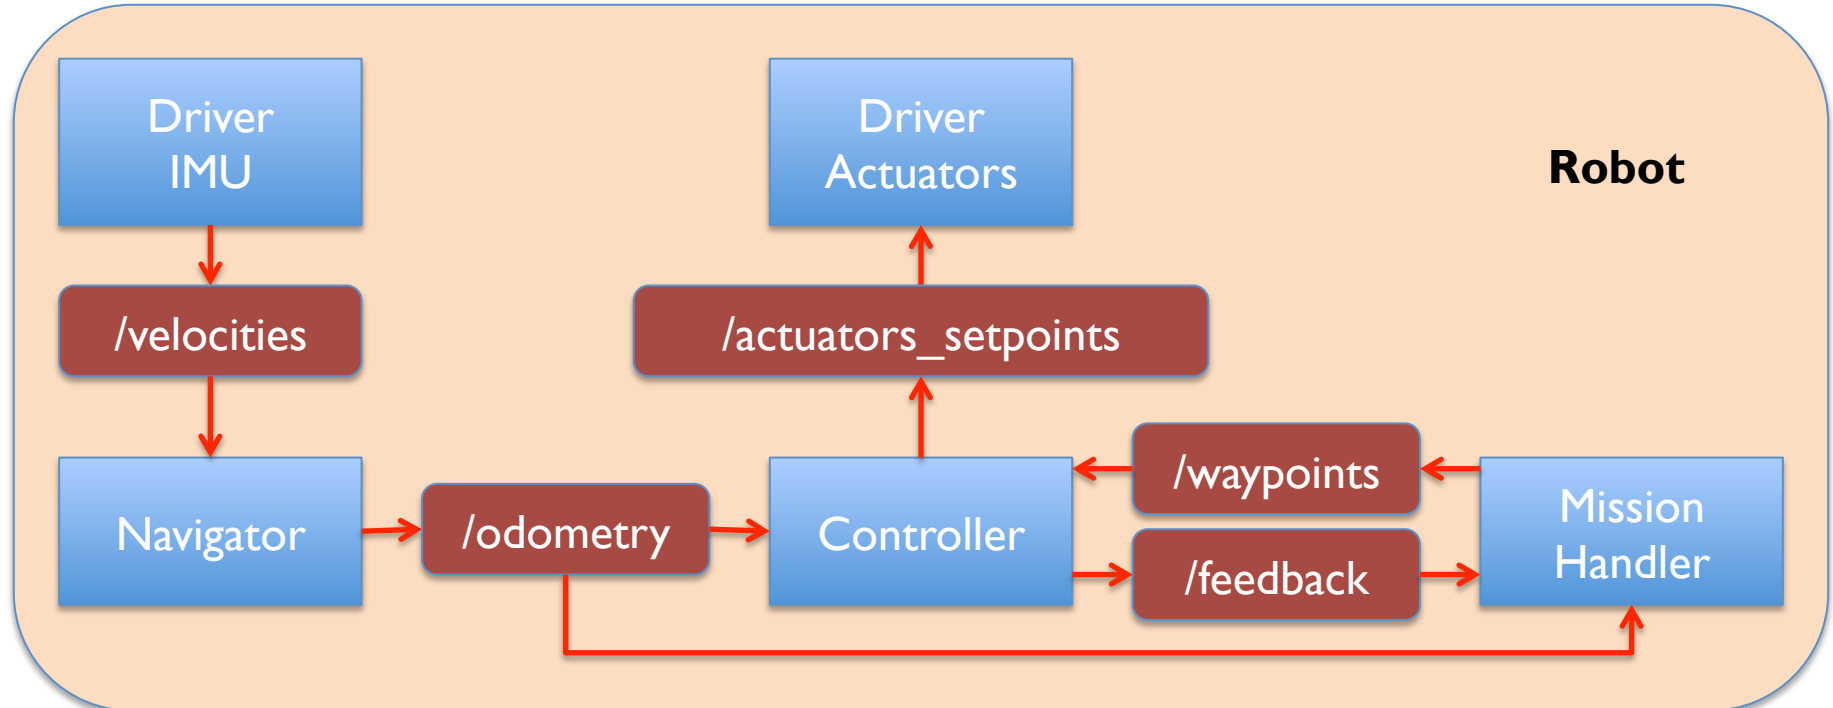 Driver
IMU
Driver
Actuators
Robot
/velocities
/actuators_setpoints
Navigator
/odometry
Controller
/waypoints
/feedback
Mission
Handler